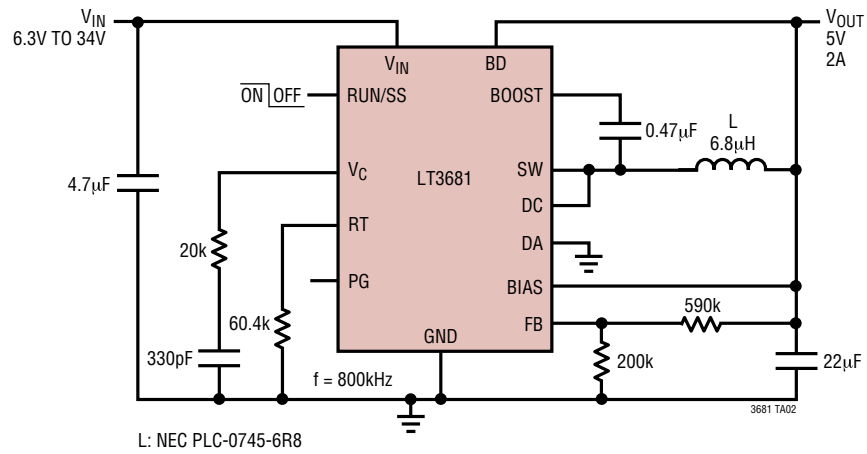 VIN
6.3V TO 34V
VOUT
5V
2A
VIN
BD
ON OFF
RUN/SS
BOOST
0.47µF
L
6.8µH
4.7µF
VC
LT3681
SW
DC
RT
DA
20k
PG
BIAS
60.4k
590k
FB
330pF
GND
200k
22µF
f = 800kHz
3681 TA02
L: NEC PLC-0745-6R8